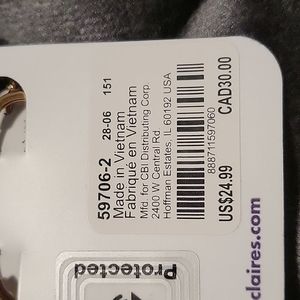 59706-2 28-06 151
Made in Vietnam
Fabriqué en Vietnam
Mfd. for CBI Distributing Corp.
2400 W Central Rd
Hoffman Estates, IL 60192 USA
888711597060
US$24.99 CAD30.00
claires.com
Protected